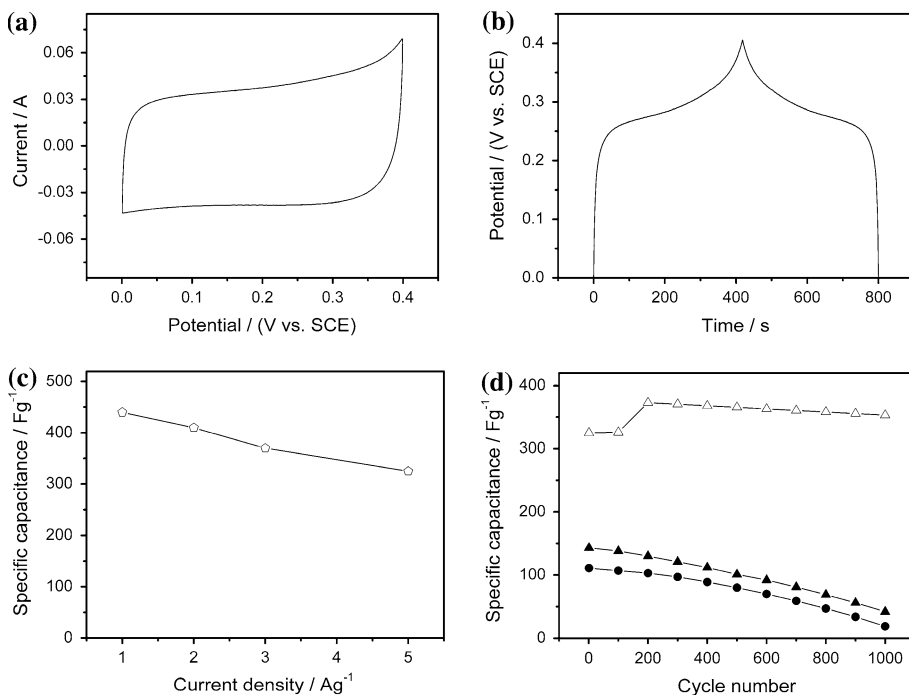 (a)
0.06
0.03
0.00
-0.03
-0.06
Current / A
0.0 0.1 0.2 0.3 0.4
Potential / (V vs. SCE)
(b)
0.4
0.3
0.2
0.1
0.0
Potential / (V vs. SCE)
0 200 400 600 800
Time / s
(c)
500
400
300
200
100
0
Specific capacitance / Fg⁻¹
1 2 3 4 5
Current density / Ag⁻¹
(d)
400
300
200
100
0
Specific capacitance / Fg⁻¹
0 200 400 600 800 1000
Cycle number